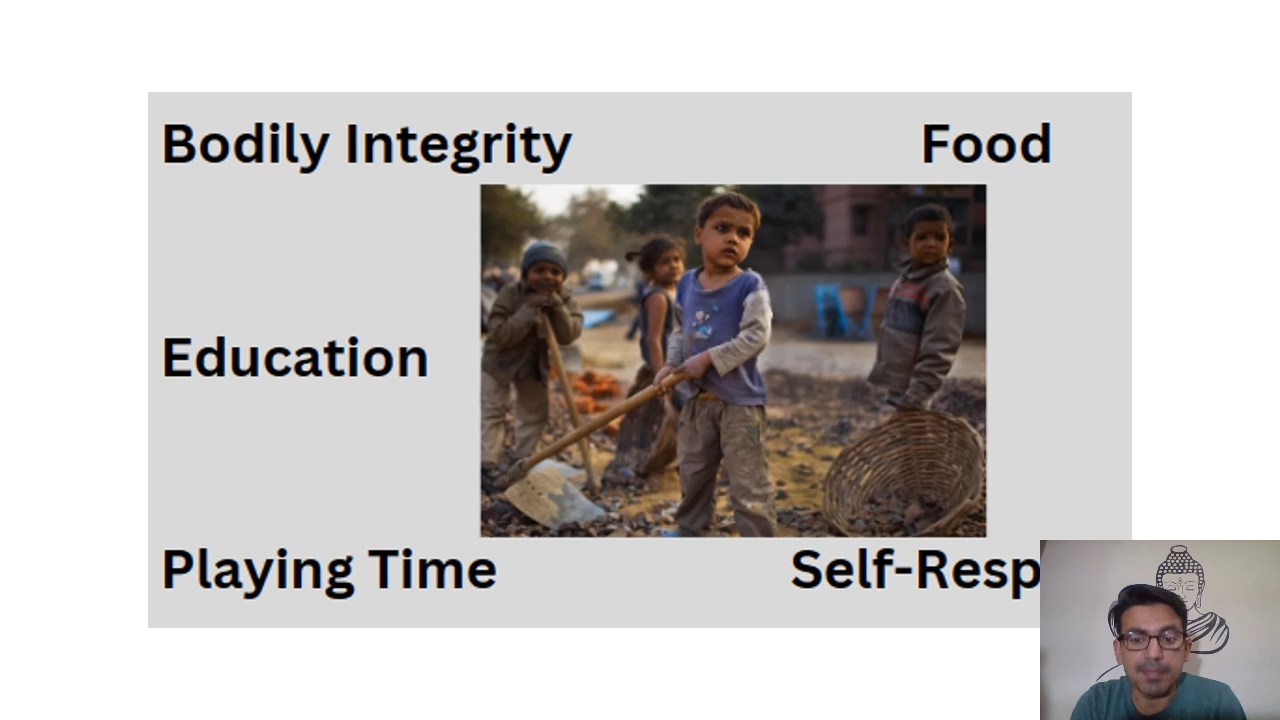 Bodily Integrity
Food
Education
Playing Time
Self-Resp